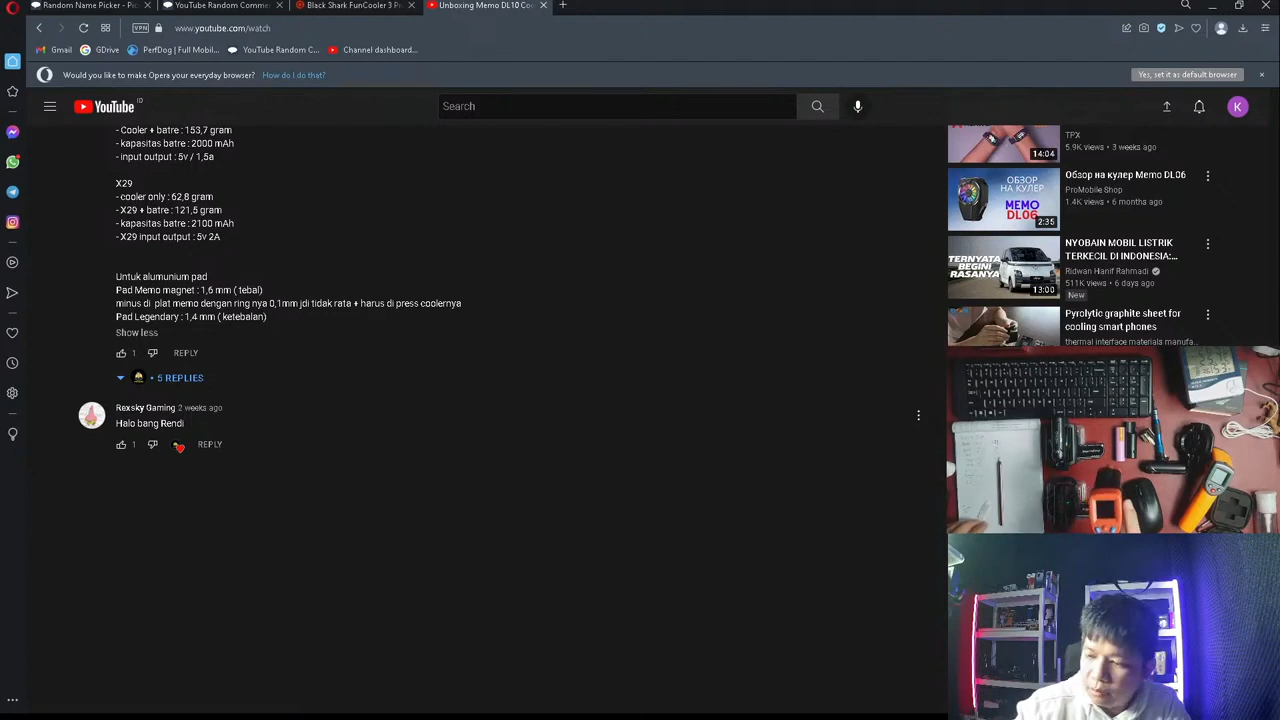 Random Name Picker - Pic
YouTube Random Comme
Black Shark FunCooler 3 Pr
Unboxing Memo DL10 Coo
VPN
www.youtube.com/watch
Gmail
GDrive
PerfDog | Full Mobil...
YouTube Random C...
Channel dashboard...
Would you like to make Opera your everyday browser?
How do I do that?
Yes, set it as default browser
YouTube
ID
Search
K
- Cooler + batre : 153,7 gram
- kapasitas batre : 2000 mAh
- input output : 5v / 1,5a
X29
- cooler only : 62,8 gram
- X29 + batre : 121,5 gram
- kapasitas batre : 2100 mAh
- X29 input output : 5v 2A
Untuk alumunium pad
Pad Memo magnet : 1,6 mm ( tebal)
minus di plat memo dengan ring nya 0,1mm jdi tidak rata + harus di press coolernya
Pad Legendary : 1,4 mm ( ketebalan)
Show less
1
REPLY
• 5 REPLIES
Rexsky Gaming 2 weeks ago
Halo bang Rendi
1
REPLY
14:04
TPX
5.9K views • 3 weeks ago
ОБЗОР
НА КУЛЕР
MEMO
DL06
2:35
Обзор на кулер Memo DL06
ProMobile Shop
1.4K views • 6 months ago
TERNYATA
BEGINI
RASANYA
13:00
NYOBAIN MOBIL LISTRIK
TERKECIL DI INDONESIA:...
Ridwan Hanif Rahmadi
511K views • 6 days ago
New
Pyrolytic graphite sheet for
cooling smart phones
thermal interface materials manufa...